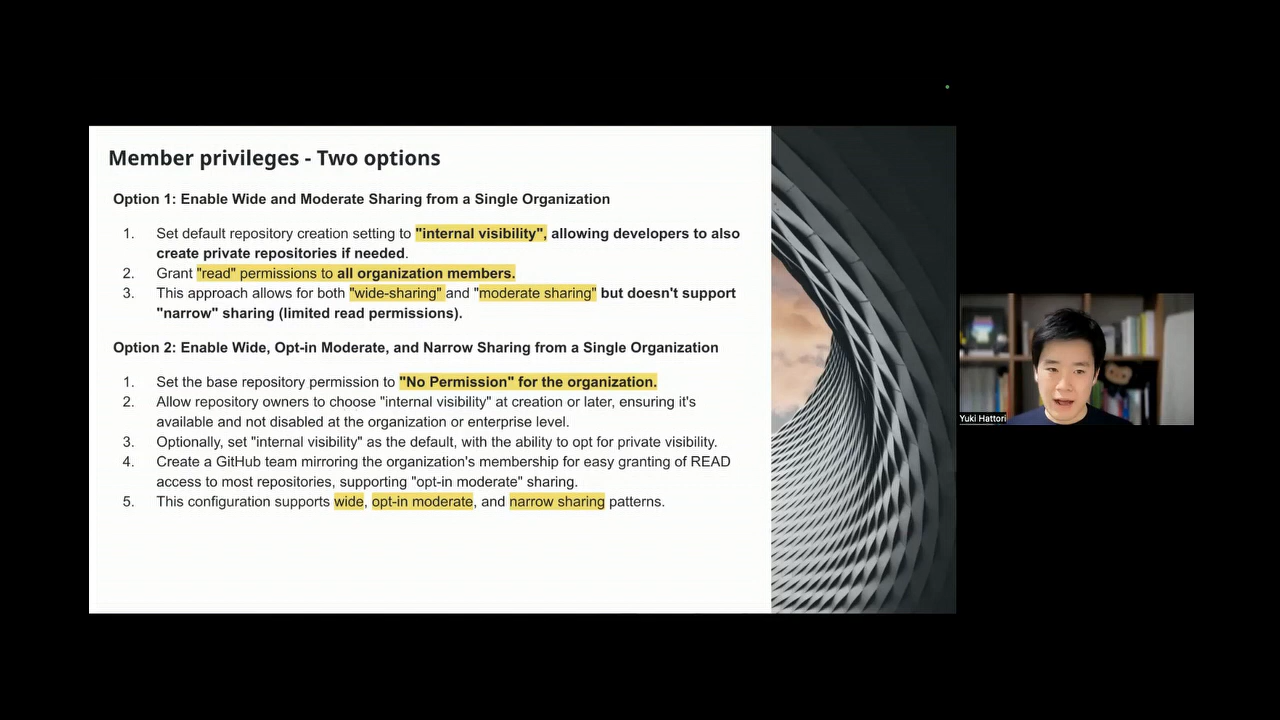 Member privileges - Two options
Option 1: Enable Wide and Moderate Sharing from a Single Organization
1. Set default repository creation setting to "internal visibility", allowing developers to also
create private repositories if needed.
2. Grant "read" permissions to all organization members.
3. This approach allows for both "wide-sharing" and "moderate sharing" but doesn't support
"narrow" sharing (limited read permissions).
Option 2: Enable Wide, Opt-in Moderate, and Narrow Sharing from a Single Organization
1. Set the base repository permission to "No Permission" for the organization.
2. Allow repository owners to choose "internal visibility" at creation or later, ensuring it's
available and not disabled at the organization or enterprise level.
3. Optionally, set "internal visibility" as the default, with the ability to opt for private visibility.
4. Create a GitHub team mirroring the organization's membership for easy granting of READ
access to most repositories, supporting "opt-in moderate" sharing.
5. This configuration supports wide, opt-in moderate, and narrow sharing patterns.
Yuki Hattori